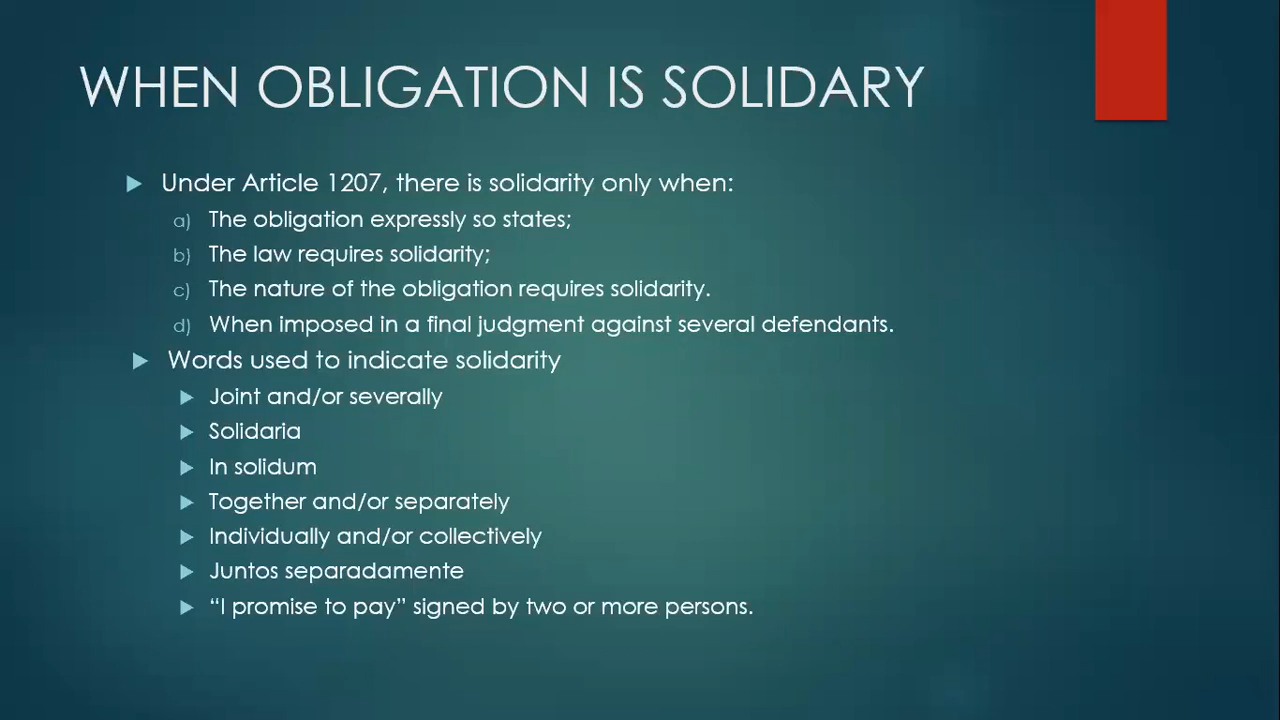 WHEN OBLIGATION IS SOLIDARY
Under Article 1207, there is solidarity only when:
a) The obligation expressly so states;
b) The law requires solidarity;
c) The nature of the obligation requires solidarity.
d) When imposed in a final judgment against several defendants.
Words used to indicate solidarity
Joint and/or severally
Solidaria
In solidum
Together and/or separately
Individually and/or collectively
Juntos separadamente
“I promise to pay” signed by two or more persons.